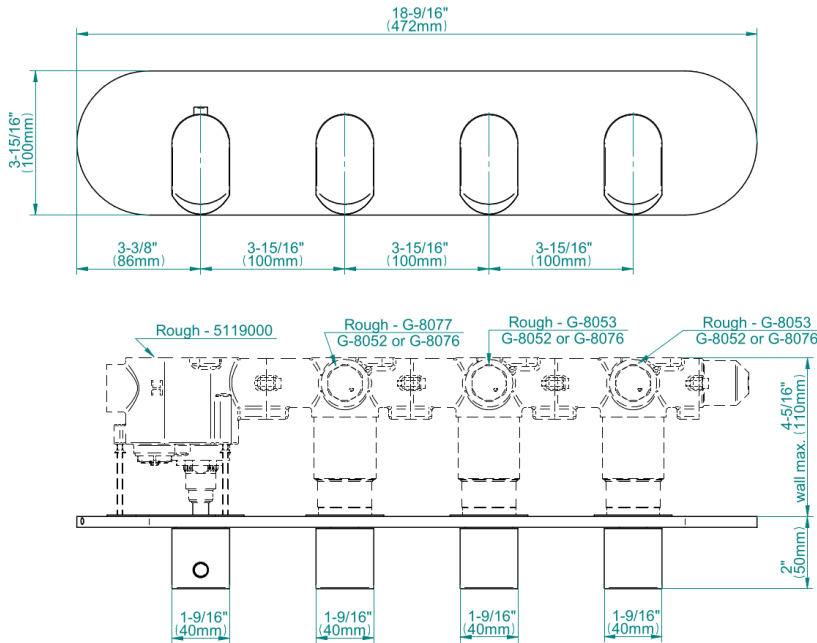 18-9/16"
(472mm)
3-15/16"
(100mm)
3-3/8"
(86mm)
3-15/16"
(100mm)
3-15/16"
(100mm)
3-15/16"
(100mm)
Rough - 5119000
Rough - G-8077
G-8052 or G-8076
Rough - G-8053
G-8052 or G-8076
Rough - G-8053
G-8052 or G-8076
4-5/16"
wall max. (110mm)
2"
(50mm)
1-9/16"
(40mm)
1-9/16"
(40mm)
1-9/16"
(40mm)
1-9/16"
(40mm)